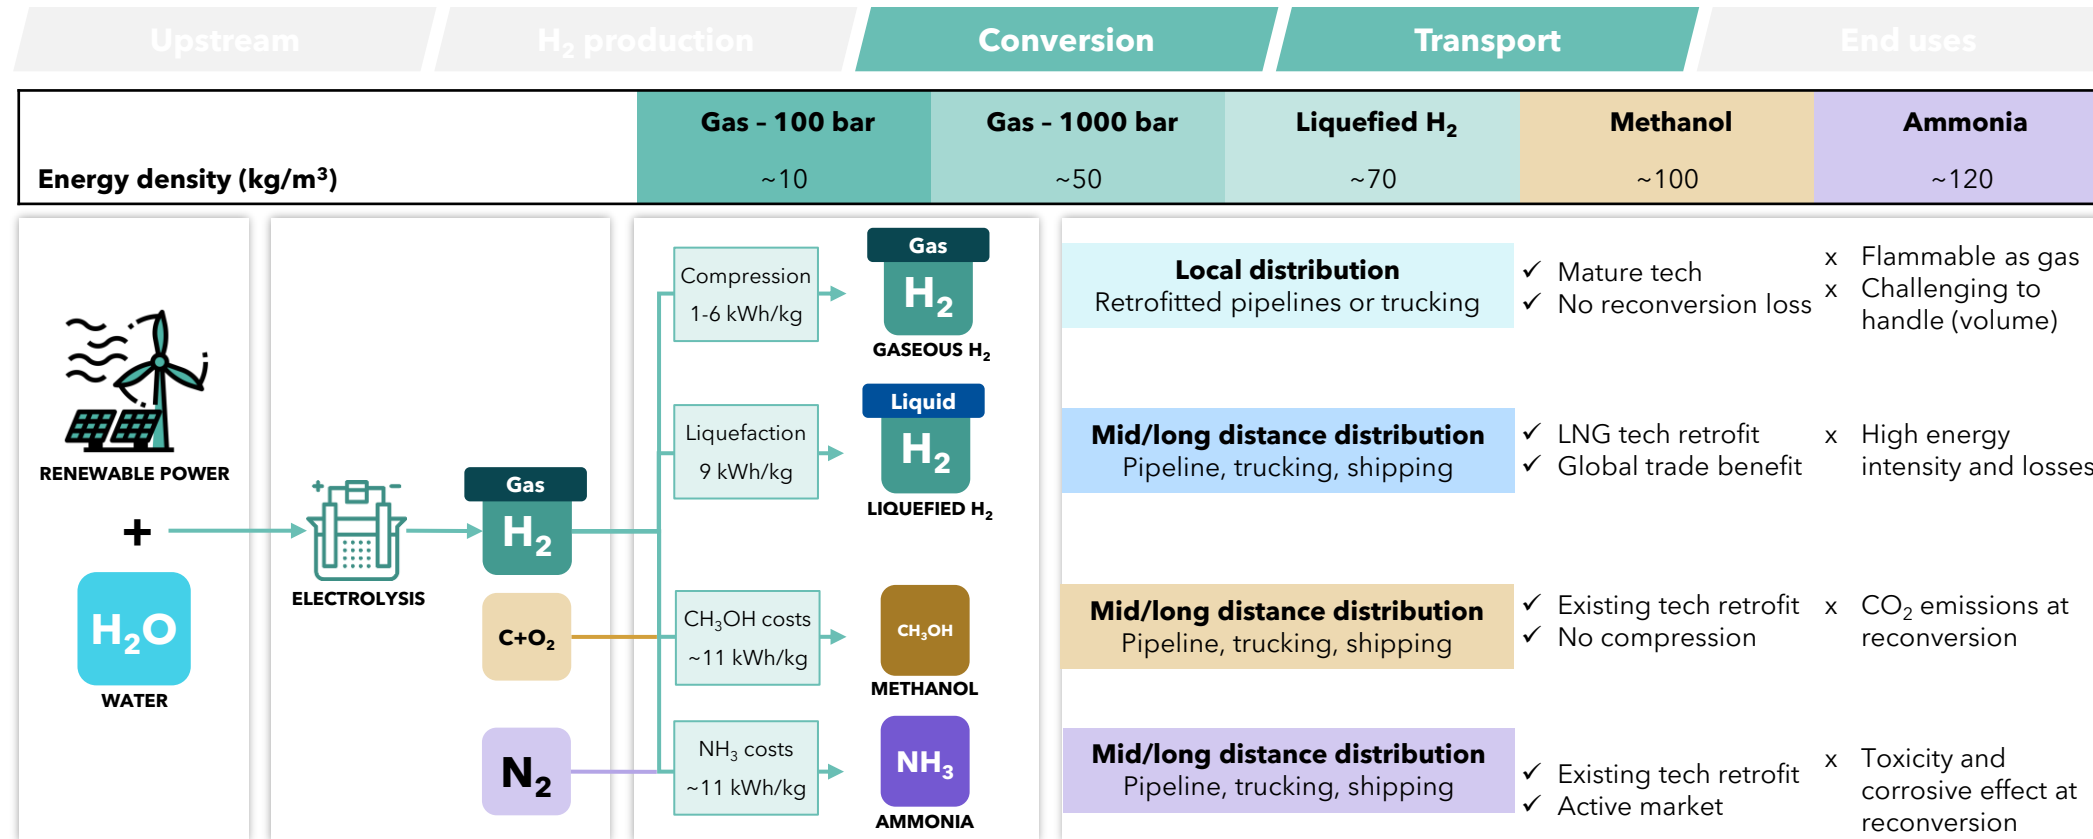 Upstream
H₂ production
Conversion
Transport
End uses
Gas – 100 bar
Gas – 1000 bar
Liquefied H₂
Methanol
Ammonia
Energy density (kg/m³)
~10
~50
~70
~100
~120
RENEWABLE POWER
+
H₂O
WATER
+ −
ELECTROLYSIS
Gas
H₂
C+O₂
N₂
Compression
1-6 kWh/kg
Gas
H₂
GASEOUS H₂
Local distribution
Retrofitted pipelines or trucking
✓ Mature tech
✓ No reconversion loss
x Flammable as gas
x Challenging to
handle (volume)
Liquefaction
9 kWh/kg
Liquid
H₂
LIQUEFIED H₂
Mid/long distance distribution
Pipeline, trucking, shipping
✓ LNG tech retrofit
✓ Global trade benefit
x High energy
intensity and losses
CH₃OH costs
~11 kWh/kg
CH₃OH
METHANOL
Mid/long distance distribution
Pipeline, trucking, shipping
✓ Existing tech retrofit
✓ No compression
x CO₂ emissions at
reconversion
NH₃ costs
~11 kWh/kg
NH₃
AMMONIA
Mid/long distance distribution
Pipeline, trucking, shipping
✓ Existing tech retrofit
✓ Active market
x Toxicity and
corrosive effect at
reconversion